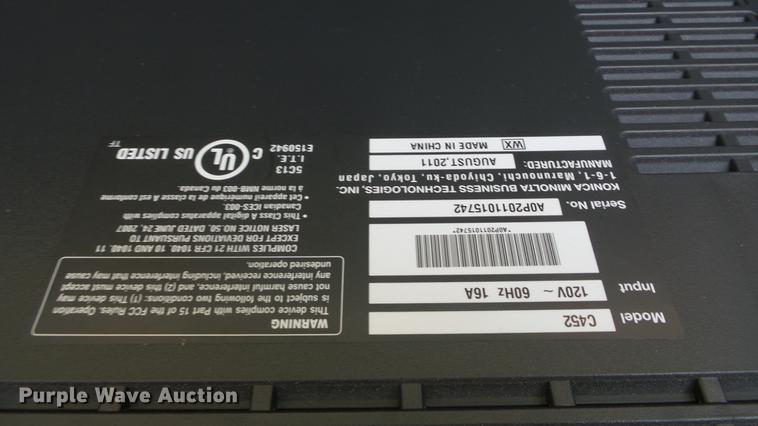 Model C452
Input 120V ~ 60Hz 16A
*A0P2011015742*
Serial No. A0P2011015742
KONICA MINOLTA BUSINESS TECHNOLOGIES, INC.
1-6-1, Marunouchi, Chiyoda-ku, Tokyo, Japan
MANUFACTURED: AUGUST,2011
WX MADE IN CHINA
WARNING
This device complies with Part 15 of the FCC Rules. Operation
is subject to the following two conditions: (1) This device may
not cause harmful interference, and (2) this device must accept
any interference received, including interference that may cause
undesired operation.
COMPLIES WITH 21 CFR 1040. 10 AND 1040. 11
EXCEPT FOR DEVIATIONS PURSUANT TO
LASER NOTICE NO. 50, DATED JUNE 24, 2007
• This Class A digital apparatus complies with
Canadian ICES-003.
• Cet appareil numérique de la classe A est conforme
à la norme NMB-003 du Canada.
C UL US LISTED
5C13
I.T.E.
E150942
TF
Purple Wave Auction